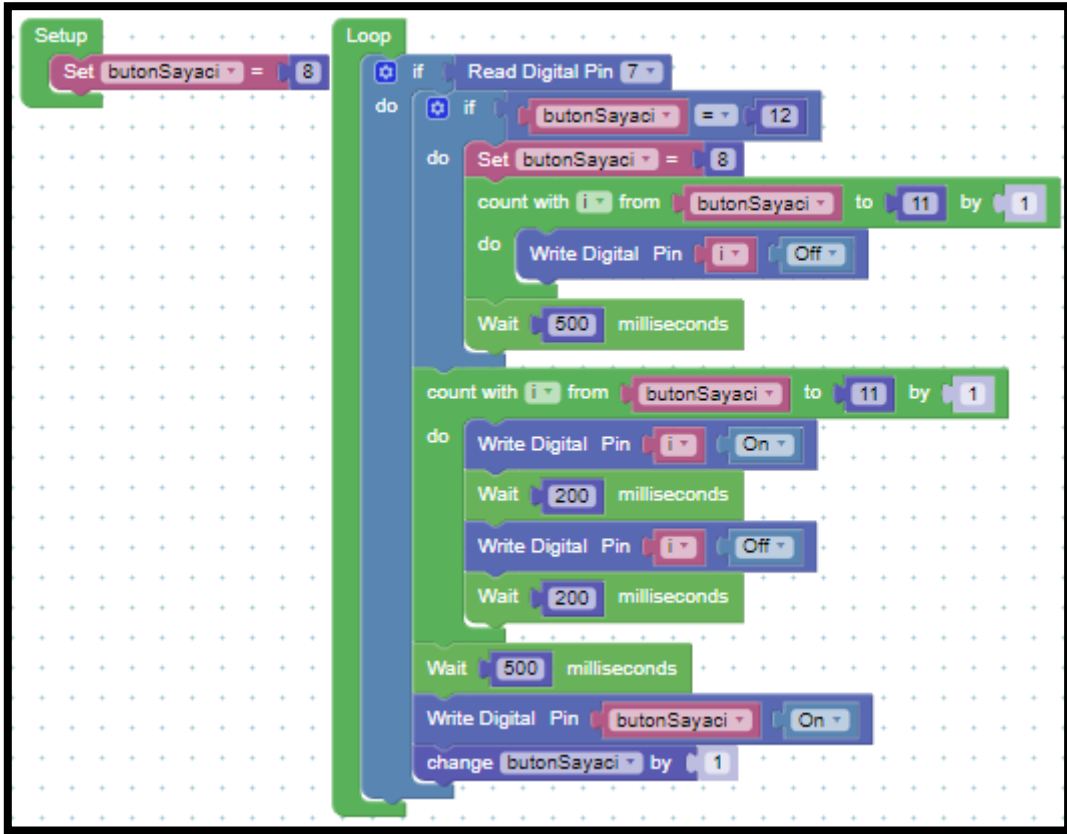 Setup
Set butonSayaci = 8
Loop
if Read Digital Pin 7
do if butonSayaci = 12
do Set butonSayaci = 8
count with i from butonSayaci to 11 by 1
do Write Digital Pin i Off
Wait 500 milliseconds
count with i from butonSayaci to 11 by 1
do Write Digital Pin i On
Wait 200 milliseconds
Write Digital Pin i Off
Wait 200 milliseconds
Wait 500 milliseconds
Write Digital Pin butonSayaci On
change butonSayaci by 1